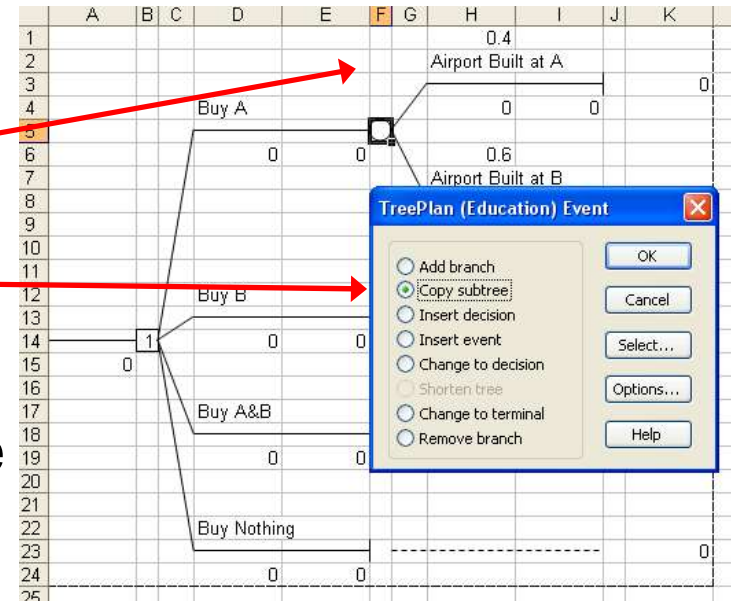 A B C D E F G H I J K
1 0.4
2 Airport Built at A
3 0
4 Buy A 0 0
5
6 0 0 0.6
7 Airport Built at B
8
9
10
11
12 Buy B
13
14 1 0 0
15 0
16
17 Buy A&B
18
19 0 0
20
21
22 Buy Nothing
23 0
24 0 0
25
TreePlan (Education) Event
Add branch
Copy subtree
Insert decision
Insert event
Change to decision
Shorten tree
Change to terminal
Remove branch
OK
Cancel
Select...
Options...
Help
e